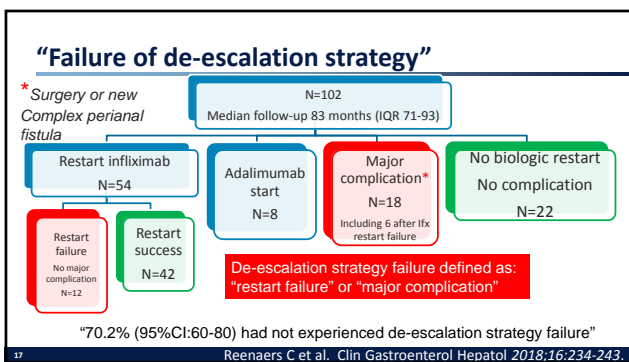 “Failure of de-escalation strategy”
*Surgery or new
Complex perianal
fistula
N=102
Median follow-up 83 months (IQR 71-93)
Restart infliximab
N=54
Adalimumab
start
N=8
Major
complication*
N=18
Including 6 after Ifx
restart failure
No biologic restart
No complication
N=22
Restart
failure
No major
complication
N=12
Restart
success
N=42
De-escalation strategy failure defined as:
“restart failure” or “major complication”
“70.2% (95%CI:60-80) had not experienced de-escalation strategy failure”
17
Reenaers C et al. Clin Gastroenterol Hepatol 2018;16:234-243.